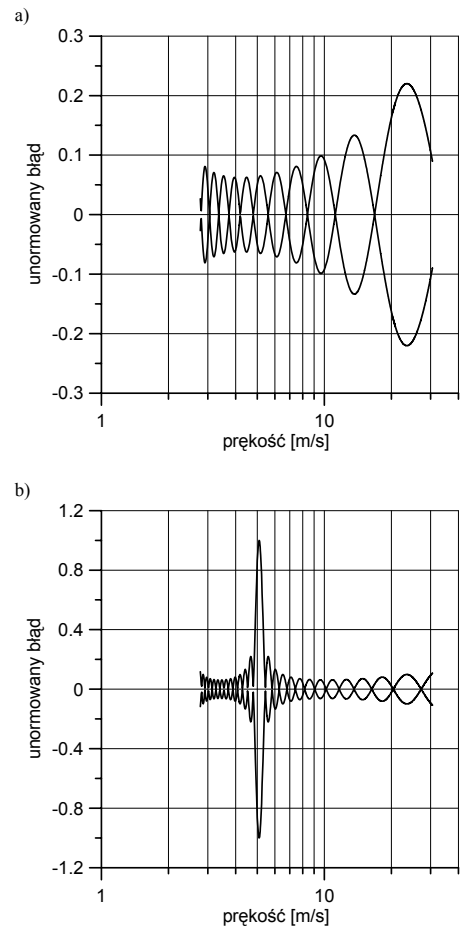 a)
0.3
0.2
0.1
0
-0.1
-0.2
-0.3
unormowany błąd
1 10
prękość [m/s]
b)
1.2
0.8
0.4
0
-0.4
-0.8
-1.2
unormowany błąd
1 10
prękość [m/s]